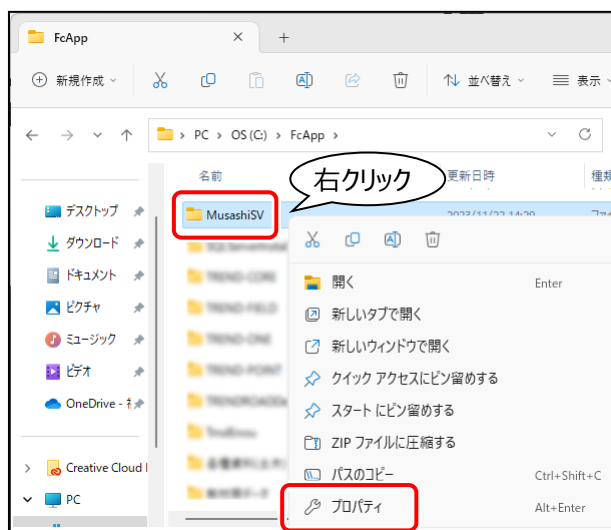 FcApp
新規作成
並べ替え
表示
PC > OS (C:) > FcApp >
名前
右クリック
更新日時
デスクトップ
MusashiSV
ダウンロード
ドキュメント
開く Enter
TREND-CORE
ピクチャ
新しいタブで開く
TREND-FIELD
ミュージック
新しいウィンドウで開く
TREND-ONE
ビデオ
クイック アクセスにピン留めする
TREND-POINT
OneDrive -
スタート にピン留めする
ZIP ファイルに圧縮する
Creative Cloud
パスのコピー Ctrl+Shift+C
PC
プロパティ Alt+Enter